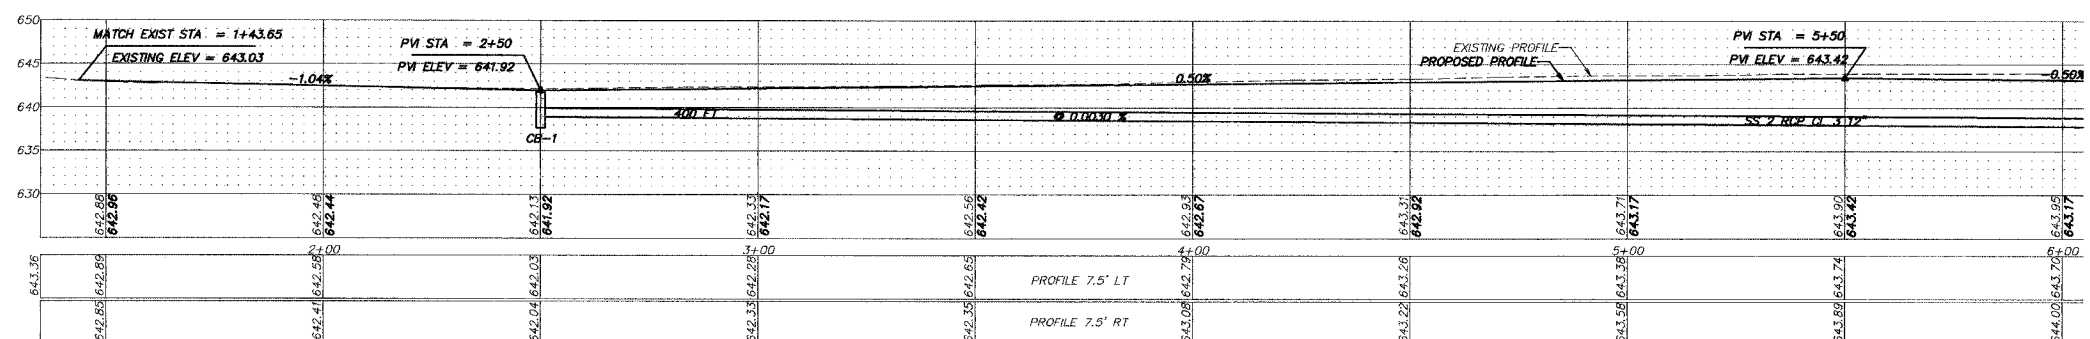 650
MATCH EXIST STA = 1+43.65
EXISTING ELEV = 643.03
PVI STA = 2+50
PVI ELEV = 641.92
EXISTING PROFILE
PROPOSED PROFILE
PVI STA = 5+50
PVI ELEV = 643.42
645
-1.04%
0.50%
-0.50%
640
400 FT
@ 0.0030 %
SS 2 RCP CL 3 12"
CB-1
635
630
642.88 642.96 642.48 642.44 642.13 641.92 642.33 642.17 642.56 642.42 642.93 642.67 643.31 642.92 643.71 643.17 643.90 643.42 643.95 643.17
2+00 3+00 4+00 5+00 6+00
643.36 642.89 642.58 642.03 642.28 642.65 PROFILE 7.5' LT 642.79 643.26 643.38 643.74 643.70
642.85 642.41 642.04 642.33 642.35 PROFILE 7.5' RT 643.08 643.22 643.58 643.89 644.00